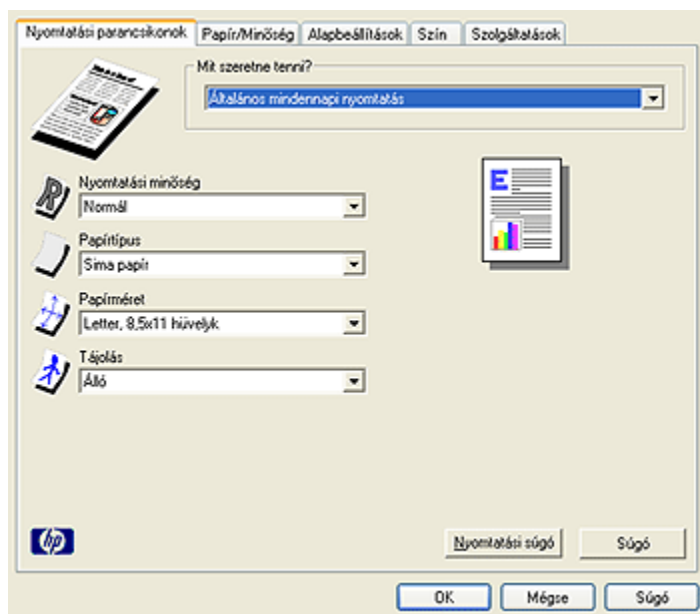 Nyomtatási parancsikonok Papír/Minőség Alapbeállítások Szín Szolgáltatások
Mit szeretne tenni?
Általános mindennapi nyomtatás
Nyomtatási minőség
Normál
Papírtípus
Sima papír
Papírméret
Letter, 8,5x11 hüvelyk
Tájolás
Álló
E
hp
Nyomtatási súgó Súgó
OK Mégse Súgó